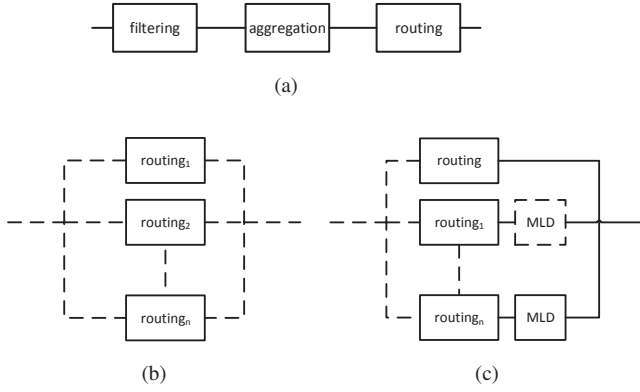 filtering aggregation routing
(a)
routing₁
routing₂
routingₙ
(b)
routing
routing₁ MLD
routingₙ MLD
(c)